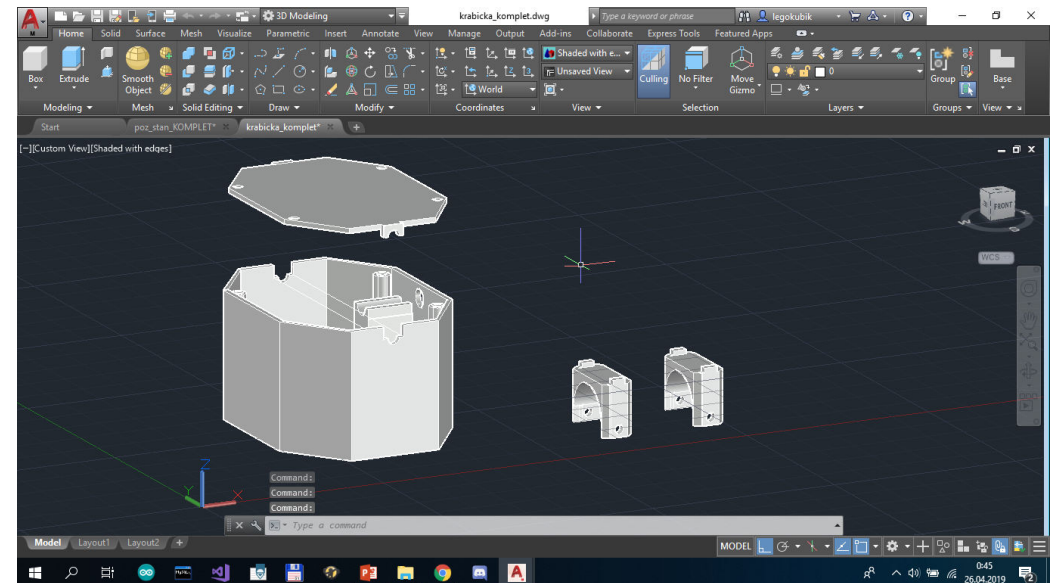 3D Modeling krabicka_komplet.dwg Type a keyword or phrase legokubik
Home Solid Surface Mesh Visualize Parametric Insert Annotate View Manage Output Add-ins Collaborate Express Tools Featured Apps
Shaded with e...
Unsaved View 0
World
Box Extrude Smooth Object Culling No Filter Move Gizmo Group Base
Modeling Mesh Solid Editing Draw Modify Coordinates View Selection Layers Groups View
Start poz_stan_KOMPLET* krabicka_komplet*
[−][Custom View][Shaded with edges]
FRONT
WCS
Z
Y X
Command:
Command:
Command:
Type a command
Model Layout1 Layout2 MODEL
0:45
26.04.2019